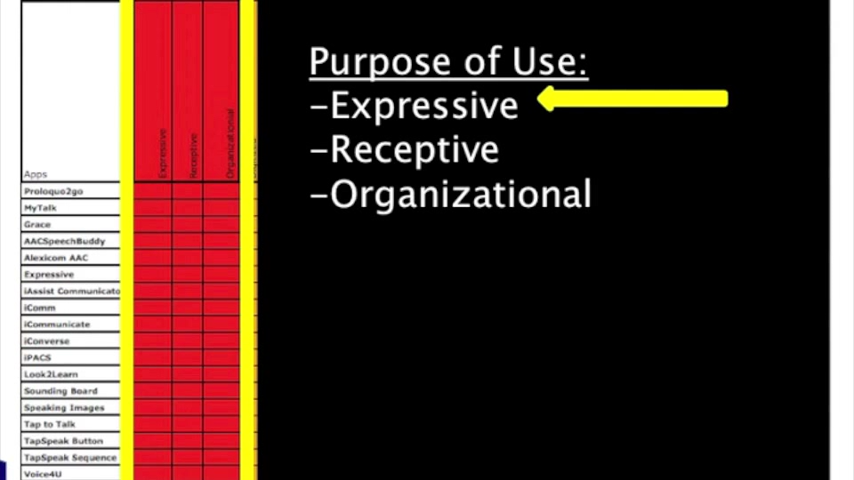 Purpose of Use:
-Expressive
-Receptive
-Organizational
Expressive
Receptive
Organizational
Apps
Proloquo2go
MyTalk
Grace
AACSpeechBuddy
Alexicom AAC
Expressive
iAssist Communicato
iComm
iCommunicate
iConverse
iPACS
Look2Learn
Sounding Board
Speaking Images
Tap to Talk
TapSpeak Button
TapSpeak Sequence
Voice4U